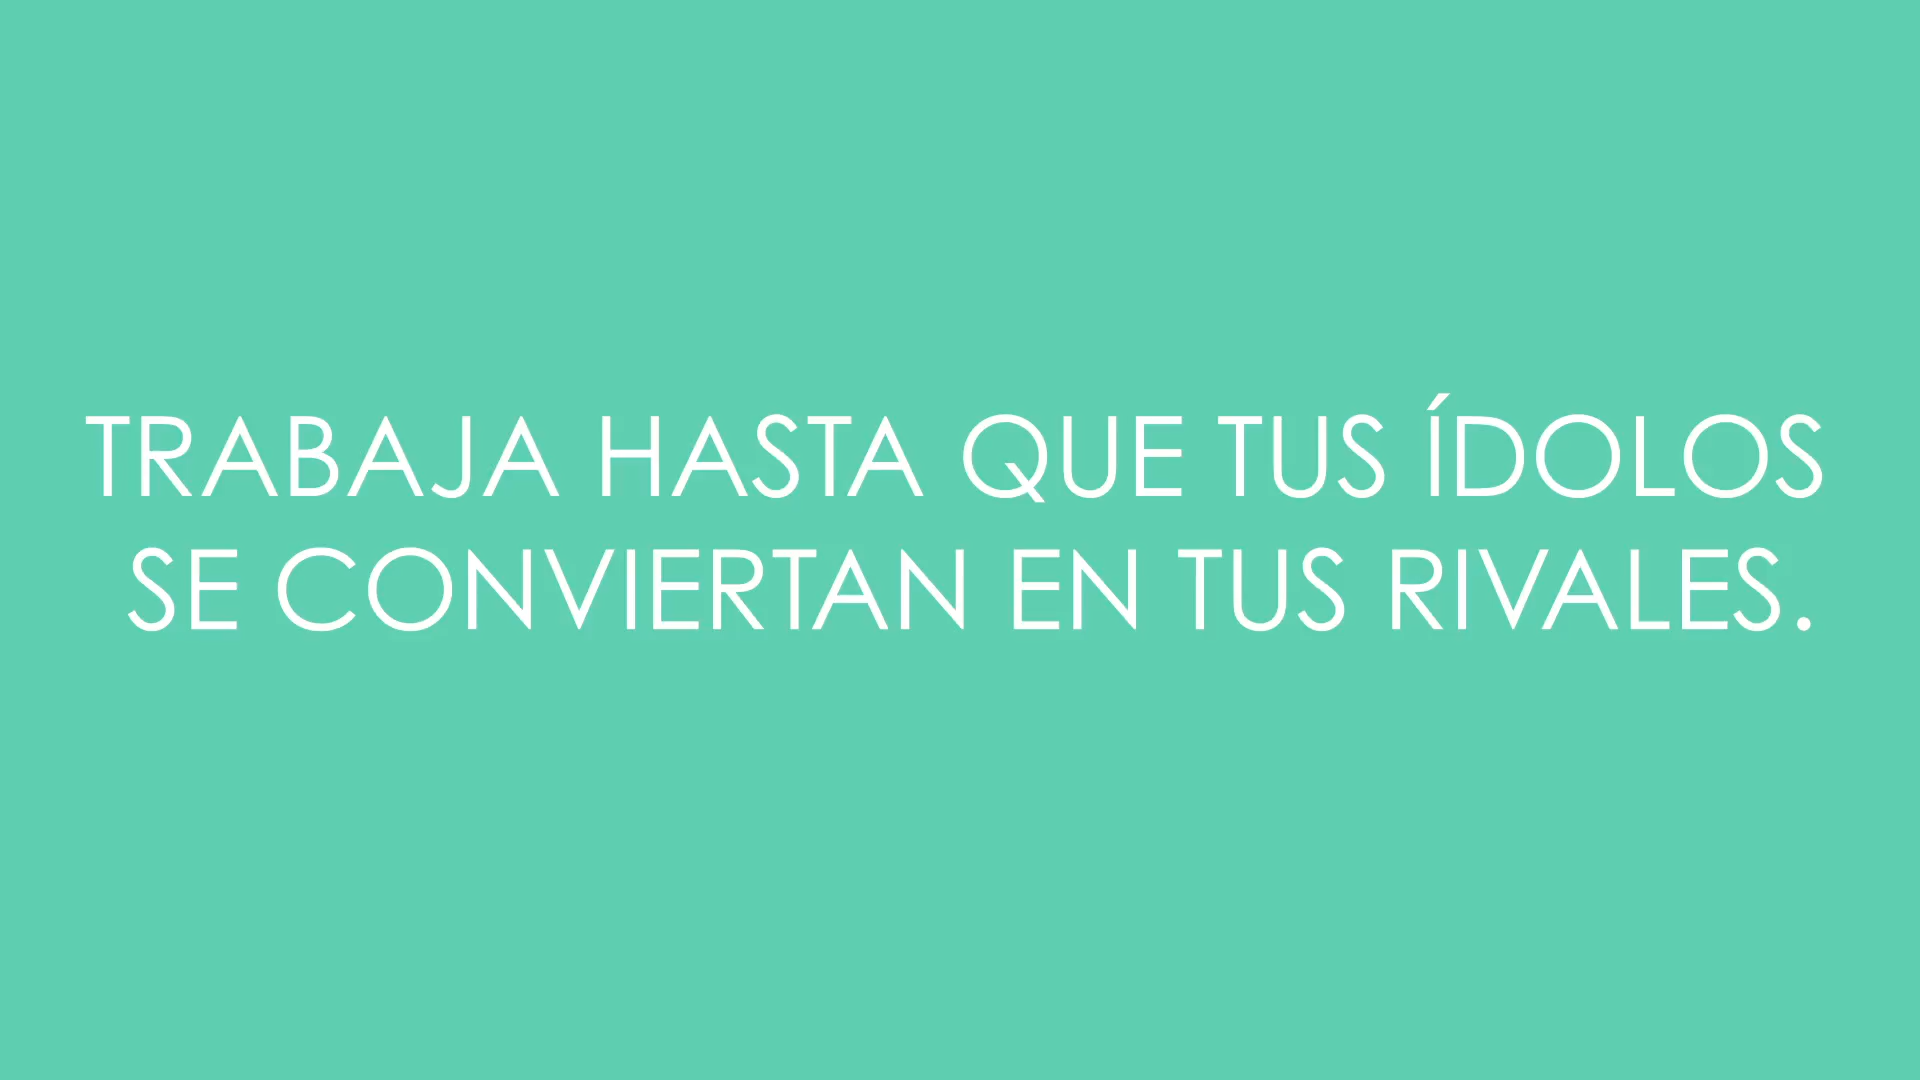 TRABAJA HASTA QUE TUS ÍDOLOS
SE CONVIERTAN EN TUS RIVALES.